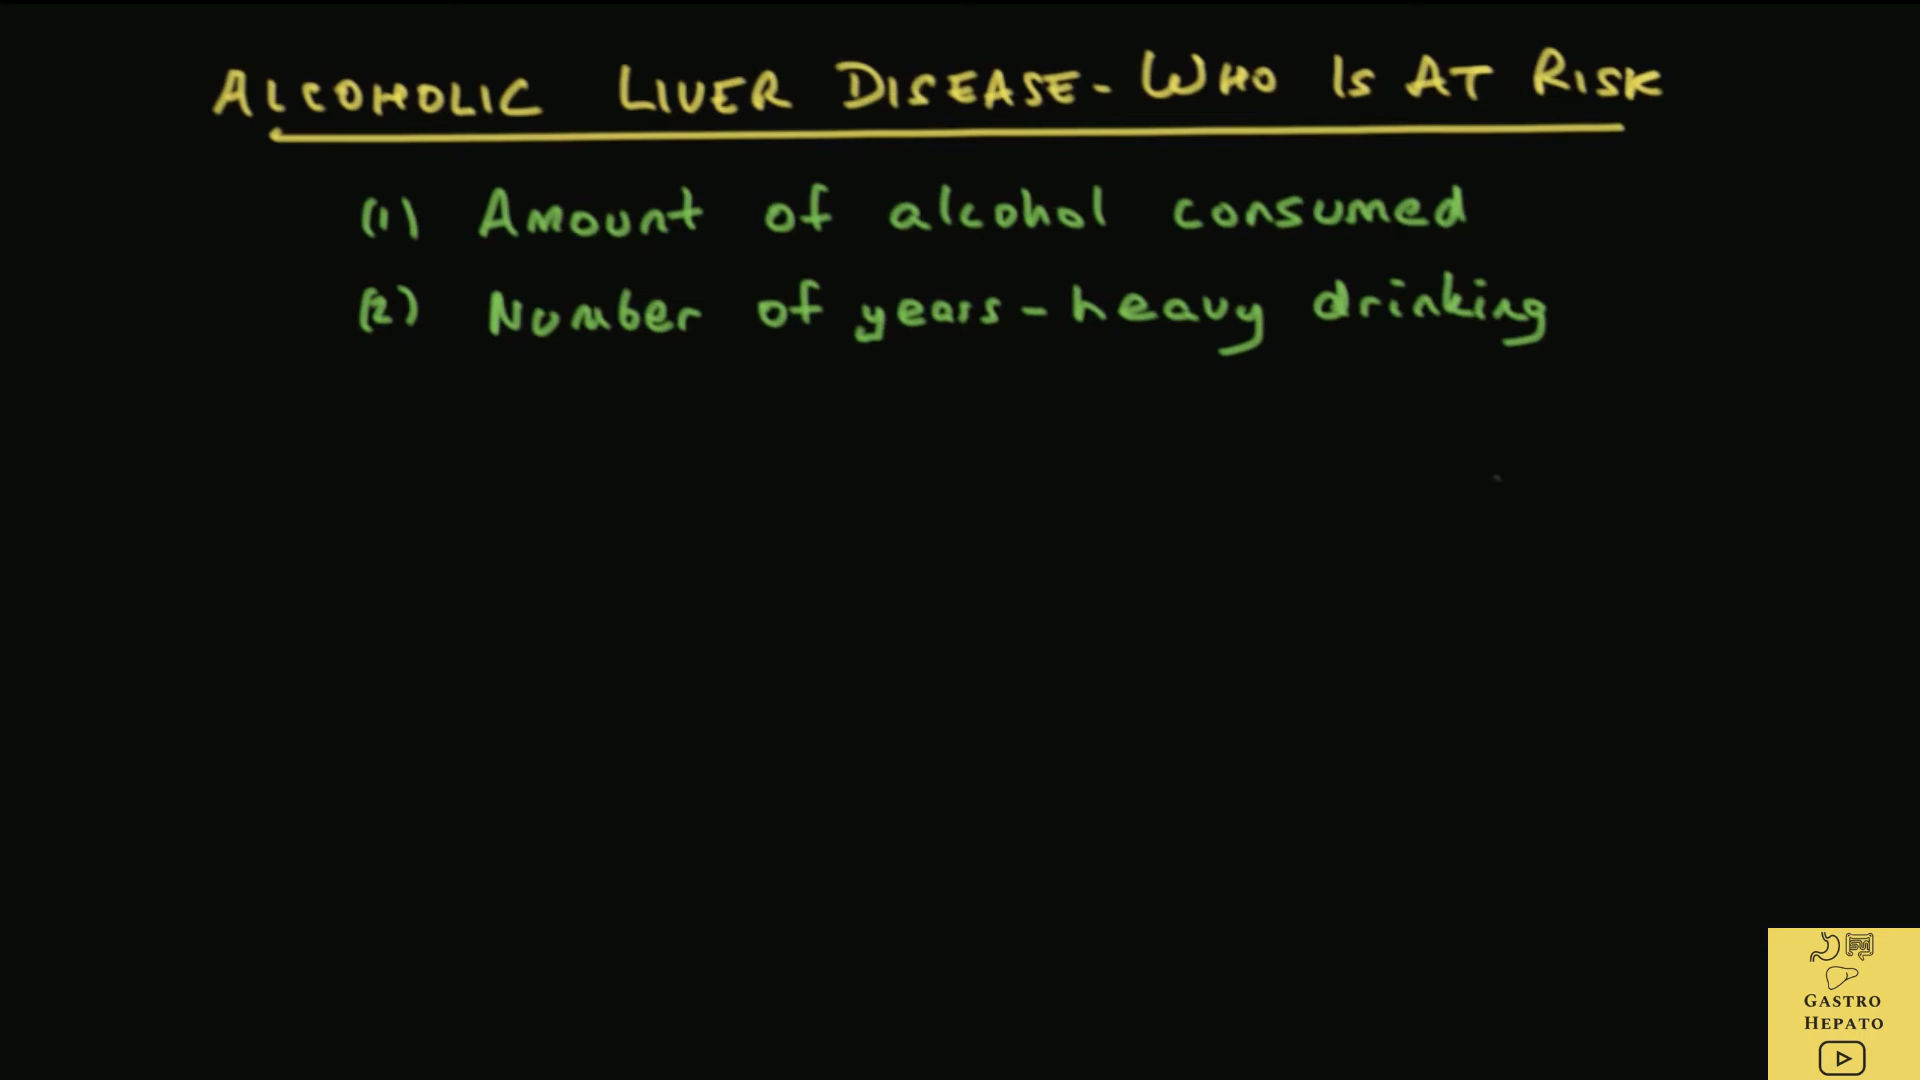 ALCOHOLIC LIVER DISEASE - WHO IS AT RISK
(1) Amount of alcohol consumed
(2) Number of years - heavy drinking
GASTRO
HEPATO